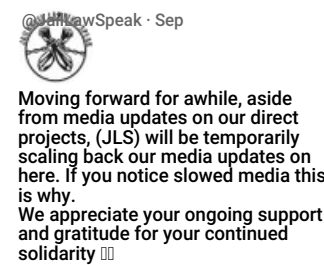 @JailLawSpeak · Sep
Moving forward for awhile, aside
from media updates on our direct
projects, (JLS) will be temporarily
scaling back our media updates on
here. If you notice slowed media this
is why.
We appreciate your ongoing support
and gratitude for your continued
solidarity